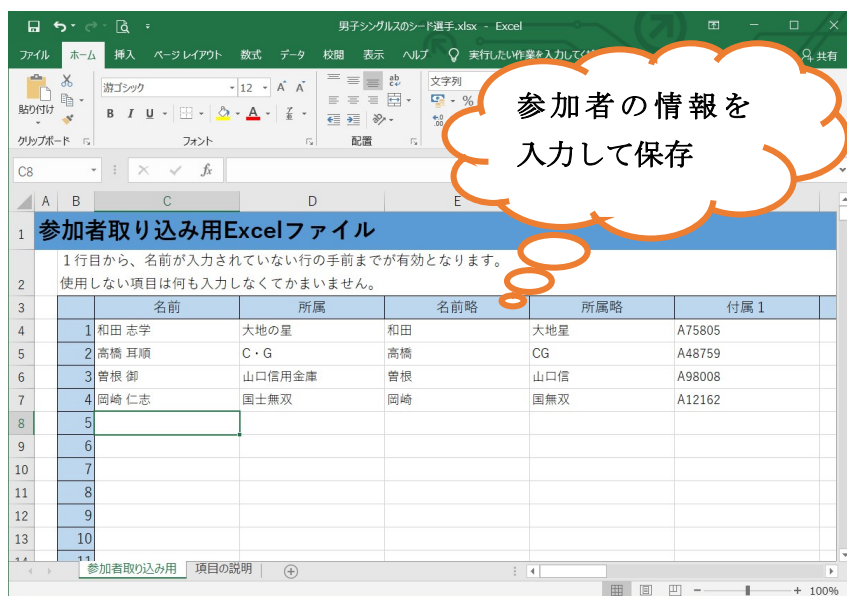 男子シングルスのシード選手.xlsx - Excel
ファイル ホーム 挿入 ページ レイアウト 数式 データ 校閲 表示 ヘルプ 実行したい作業を入力してく 共有
貼り付け 游ゴシック 12 A A ab 文字列
B I U A %
クリップボード フォント 配置
参加者の情報を
入力して保存
C8 fx
A B C D E
1 参加者取り込み用Excelファイル
1行目から、名前が入力されていない行の手前までが有効となります。
2 使用しない項目は何も入力しなくてかまいません。
3 名前 所属 名前略 所属略 付属1
4 1 和田 志学 大地の星 和田 大地星 A75805
5 2 高橋 耳順 C・G 高橋 CG A48759
6 3 曽根 御 山口信用金庫 曽根 山口信 A98008
7 4 岡崎 仁志 国士無双 岡崎 国無双 A12162
8 5
9 6
10 7
11 8
12 9
13 10
14 11
参加者取り込み用 項目の説明
100%